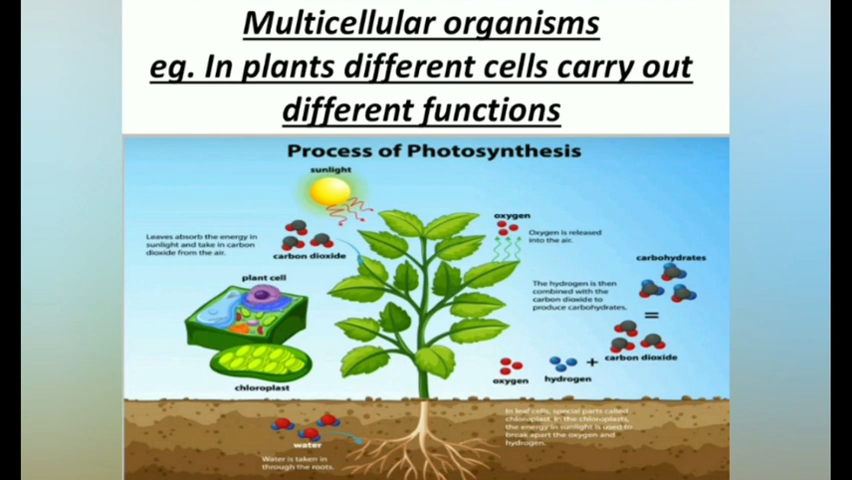 Multicellular organisms
eg. In plants different cells carry out
different functions
Process of Photosynthesis
sunlight
Leaves absorb the energy in
sunlight and take in carbon
dioxide from the air.
carbon dioxide
oxygen
Oxygen is released
into the air.
plant cell
carbohydrates
The hydrogen is then
combined with the
carbon dioxide to
produce carbohydrates.
=
carbon dioxide
chloroplast
oxygen
hydrogen
+
In leaf cells, special parts called
chloroplast. In the chloroplasts,
the energy in sunlight is used to
break apart the oxygen and
hydrogen.
water
Water is taken in
through the roots.